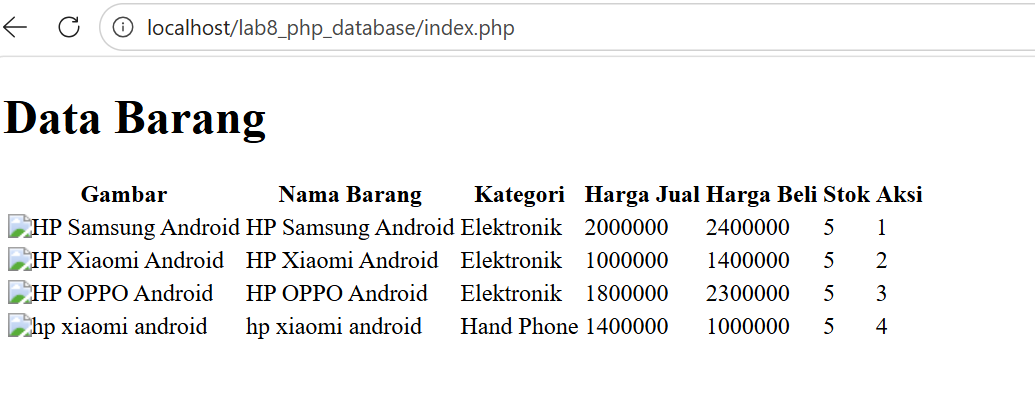 localhost/lab8_php_database/index.php
Data Barang
Gambar Nama Barang Kategori Harga Jual Harga Beli Stok Aksi
HP Samsung Android HP Samsung Android Elektronik 2000000 2400000 5 1
HP Xiaomi Android HP Xiaomi Android Elektronik 1000000 1400000 5 2
HP OPPO Android HP OPPO Android Elektronik 1800000 2300000 5 3
hp xiaomi android hp xiaomi android Hand Phone 1400000 1000000 5 4